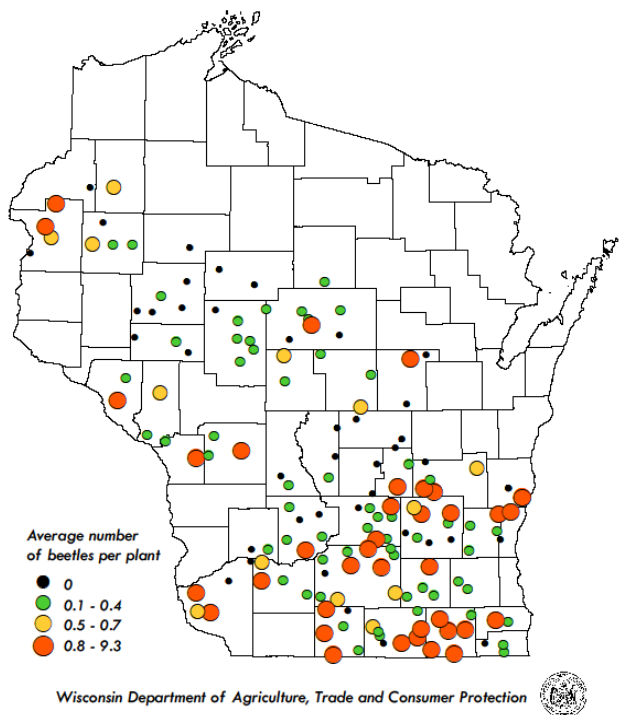 Average number
of beetles per plant
0
0.1 - 0.4
0.5 - 0.7
0.8 - 9.3
Wisconsin Department of Agriculture, Trade and Consumer Protection